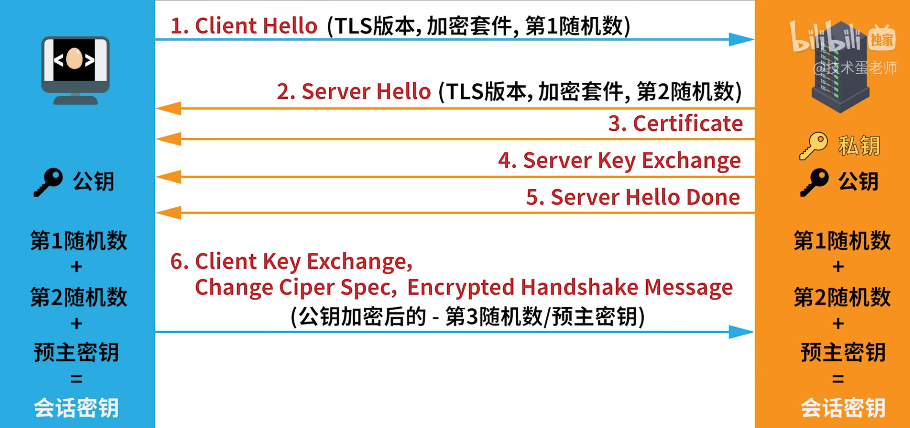 1. Client Hello (TLS版本, 加密套件, 第1随机数)
bilibili 独家
@技术蛋老师
< >
2. Server Hello (TLS版本, 加密套件, 第2随机数)
3. Certificate
私钥
4. Server Key Exchange
公钥
公钥
5. Server Hello Done
第1随机数
+
第2随机数
+
预主密钥
=
会话密钥
6. Client Key Exchange,
Change Ciper Spec, Encrypted Handshake Message
(公钥加密后的 - 第3随机数/预主密钥)
第1随机数
+
第2随机数
+
预主密钥
=
会话密钥